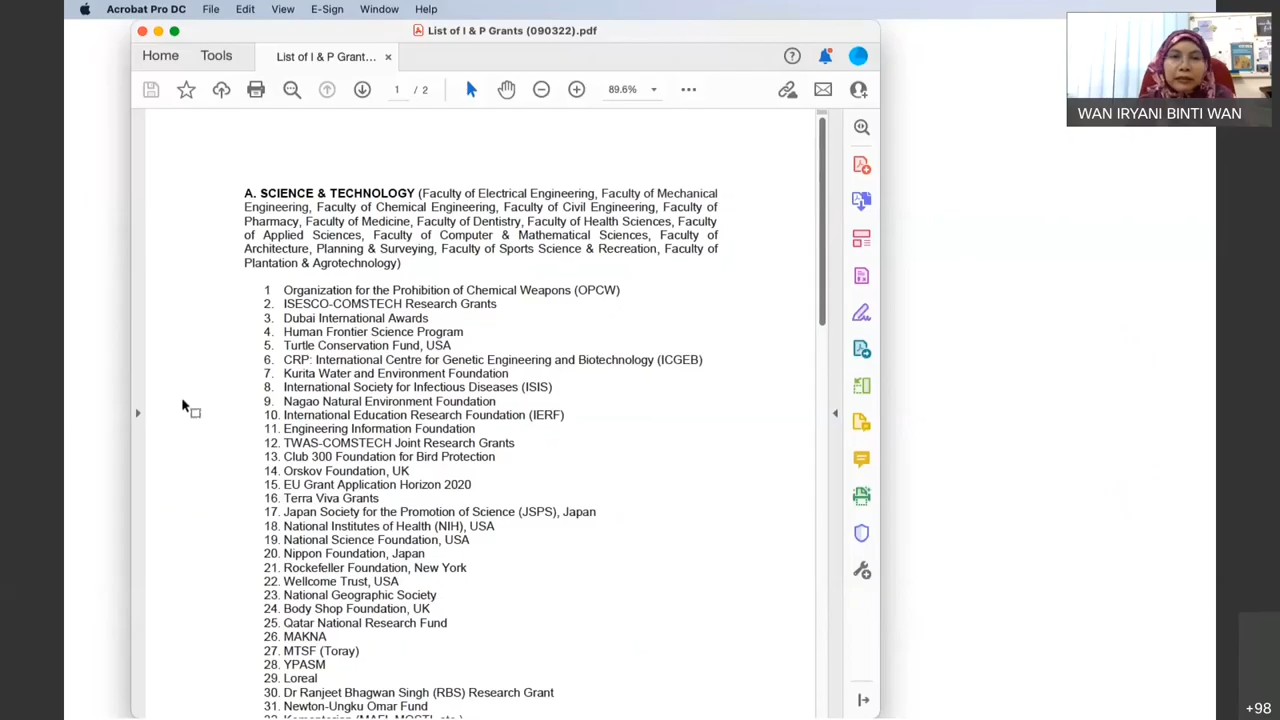 Acrobat Pro DC File Edit View E-Sign Window Help
List of I & P Grants (090322).pdf
Home Tools List of I & P Grant... ×
1 / 2 89.6%
WAN IRYANI BINTI WAN
A. SCIENCE & TECHNOLOGY (Faculty of Electrical Engineering, Faculty of Mechanical
Engineering, Faculty of Chemical Engineering, Faculty of Civil Engineering, Faculty of
Pharmacy, Faculty of Medicine, Faculty of Dentistry, Faculty of Health Sciences, Faculty
of Applied Sciences, Faculty of Computer & Mathematical Sciences, Faculty of
Architecture, Planning & Surveying, Faculty of Sports Science & Recreation, Faculty of
Plantation & Agrotechnology)
1 Organization for the Prohibition of Chemical Weapons (OPCW)
2. ISESCO-COMSTECH Research Grants
3. Dubai International Awards
4. Human Frontier Science Program
5. Turtle Conservation Fund, USA
6. CRP: International Centre for Genetic Engineering and Biotechnology (ICGEB)
7. Kurita Water and Environment Foundation
8. International Society for Infectious Diseases (ISIS)
9. Nagao Natural Environment Foundation
10. International Education Research Foundation (IERF)
11. Engineering Information Foundation
12. TWAS-COMSTECH Joint Research Grants
13. Club 300 Foundation for Bird Protection
14. Orskov Foundation, UK
15. EU Grant Application Horizon 2020
16. Terra Viva Grants
17. Japan Society for the Promotion of Science (JSPS), Japan
18. National Institutes of Health (NIH), USA
19. National Science Foundation, USA
20. Nippon Foundation, Japan
21. Rockefeller Foundation, New York
22. Wellcome Trust, USA
23. National Geographic Society
24. Body Shop Foundation, UK
25. Qatar National Research Fund
26. MAKNA
27. MTSF (Toray)
28. YPASM
29. Loreal
30. Dr Ranjeet Bhagwan Singh (RBS) Research Grant
31. Newton-Ungku Omar Fund
+98